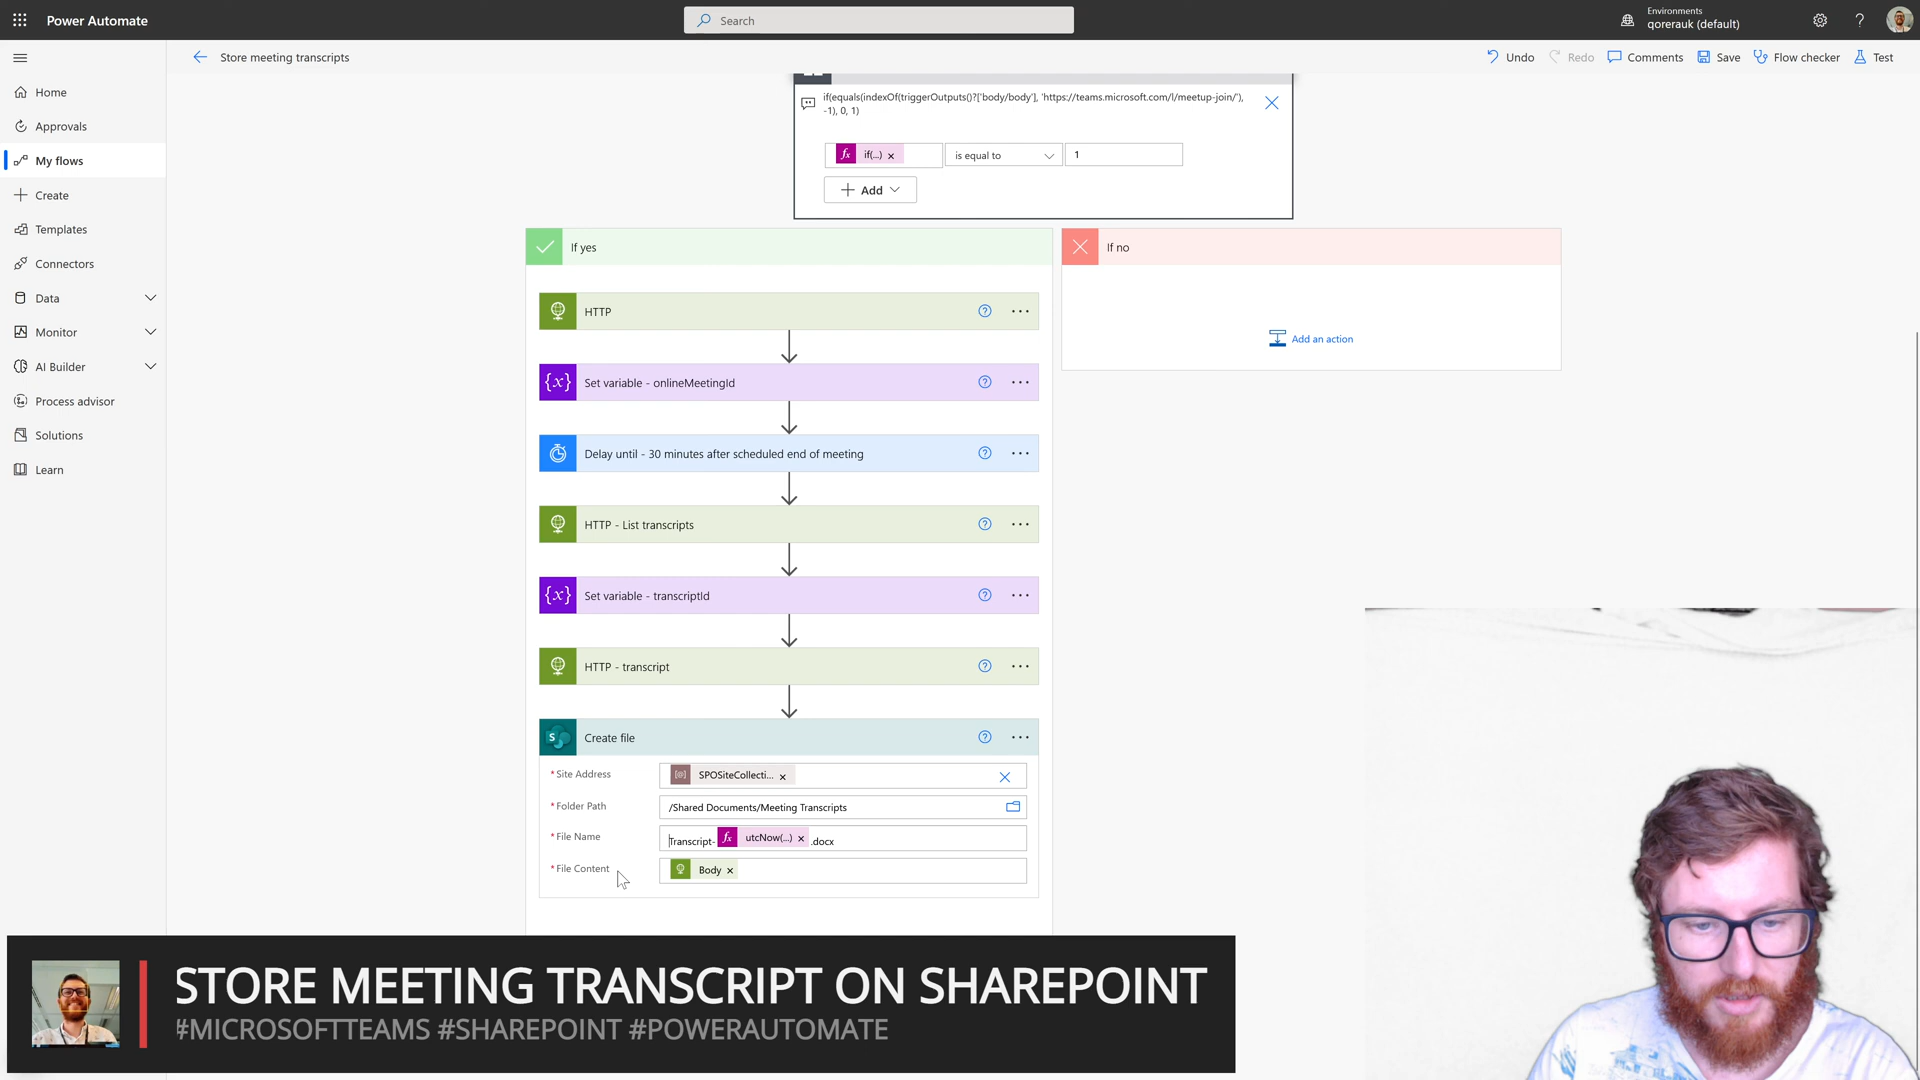 Power Automate
Search
Environments
qorerauk (default)
Store meeting transcripts
Undo
Redo
Comments
Save
Flow checker
Test
Home
Approvals
My flows
Create
Templates
Connectors
Data
Monitor
AI Builder
Process advisor
Solutions
Learn
if(equals(indexOf(triggerOutputs()?['body/body'], 'https://teams.microsoft.com/l/meetup-join/'),
-1), 0, 1)
fx if(...) × is equal to 1
Add
If yes
If no
Add an action
HTTP
{x} Set variable - onlineMeetingId
Delay until - 30 minutes after scheduled end of meeting
HTTP - List transcripts
{x} Set variable - transcriptId
HTTP - transcript
S Create file
* Site Address SPOSiteCollecti... ×
* Folder Path /Shared Documents/Meeting Transcripts
* File Name Transcript- fx utcNow(...) × .docx
* File Content Body ×
STORE MEETING TRANSCRIPT ON SHAREPOINT
#MICROSOFTTEAMS #SHAREPOINT #POWERAUTOMATE